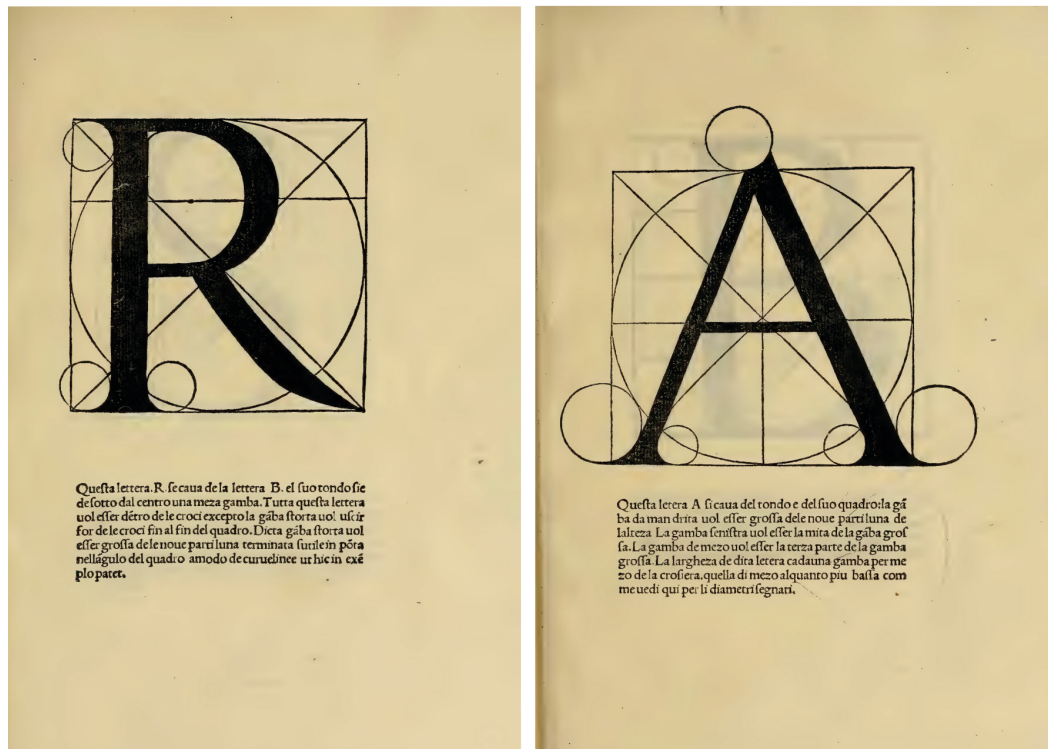 R
Queſta lettera.R.ſe caua de la lettera B. el ſuo tondo ſie
de ſotto dal centro una meza gamba.Tutta queſta lettera
uol eſſer dētro de le croci excepto la gāba ſtorta uol uſcir
for de le croci fin al fin del quadro.Dicta gāba ſtorta uol
eſſer groſſa de le noue parti luna terminata ſutile in pōta
nellāgulo del quadro amodo de curuelinee ut hic in exē
plo patet.
A
Queſta letera A ſi caua del tondo e del ſuo quadro:la gā
ba da man drita uol eſſer groſſa dele noue parti luna de
lalteza La gamba ſeniſtra uol eſſer la mita de la gāba groſ
ſa.La gamba de mezo uol eſſer la terza parte de la gamba
groſſa.La largheza de dita letera cadauna gamba per me
zo de la croſiera.quella di mezo alquanto piu baſſa com
me uedi qui per li diametri ſegnari.